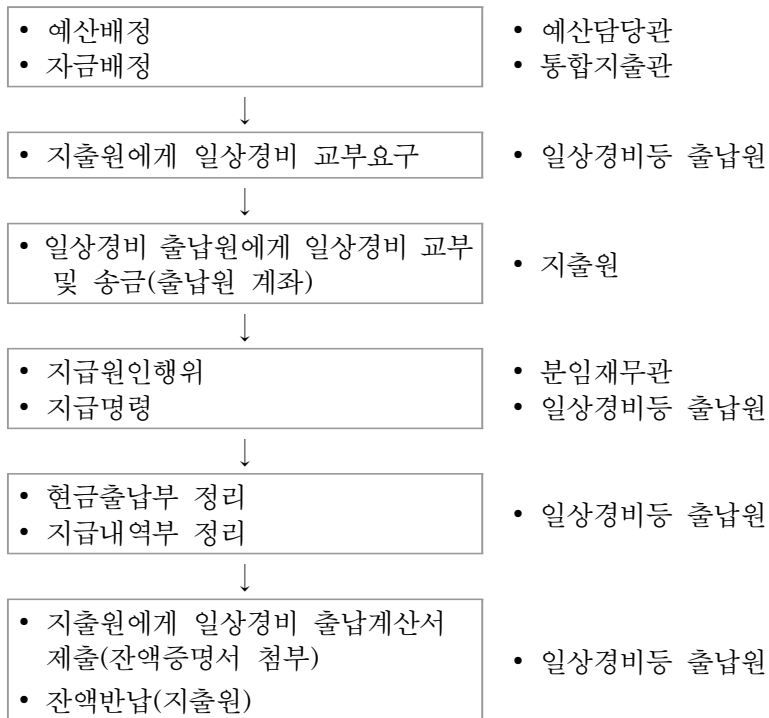 • 예산배정
• 자금배정
• 예산담당관
• 통합지출관
↓
• 지출원에게 일상경비 교부요구
• 일상경비등 출납원
↓
• 일상경비 출납원에게 일상경비 교부
및 송금(출납원 계좌)
• 지출원
↓
• 지급원인행위
• 지급명령
• 분임재무관
• 일상경비등 출납원
↓
• 현금출납부 정리
• 지급내역부 정리
• 일상경비등 출납원
↓
• 지출원에게 일상경비 출납계산서
제출(잔액증명서 첨부)
• 잔액반납(지출원)
• 일상경비등 출납원